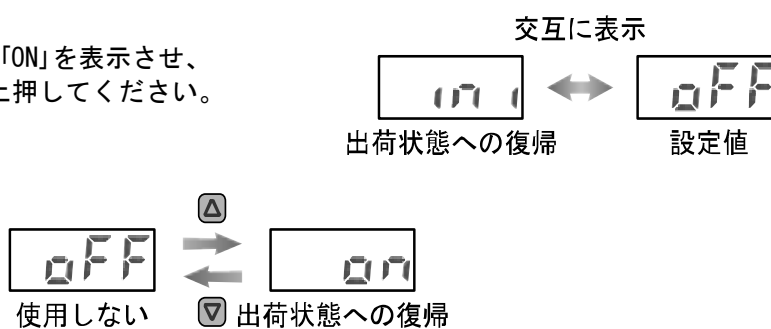 交互に表示
「ON」を表示させ、
上押してください。
ini
oFF
出荷状態への復帰
設定値
oFF
on
使用しない
出荷状態への復帰